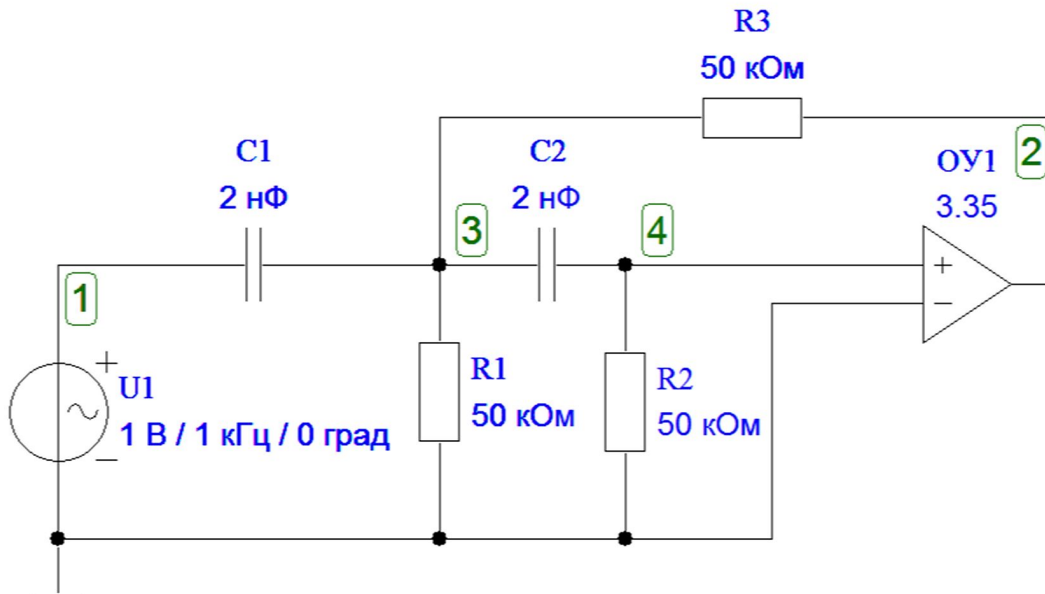 R3
50 кОм
C1
2 нФ
C2
2 нФ
ОУ1
3.35
2
3
4
1
+
−
+
U1
1 В / 1 кГц / 0 град
−
R1
50 кОм
R2
50 кОм